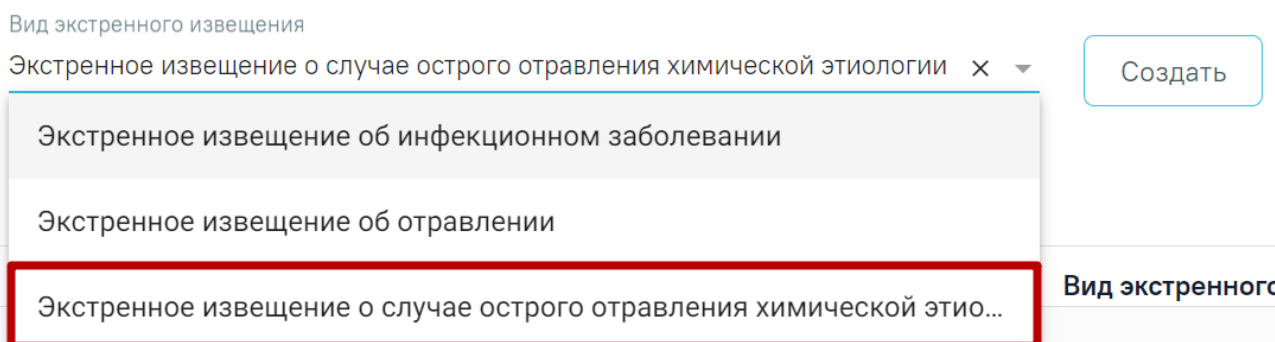 Вид экстренного извещения
Экстренное извещение о случае острого отравления химической этиологии
Создать
Экстренное извещение об инфекционном заболевании
Экстренное извещение об отравлении
Экстренное извещение о случае острого отравления химической этио...
Вид экстренного